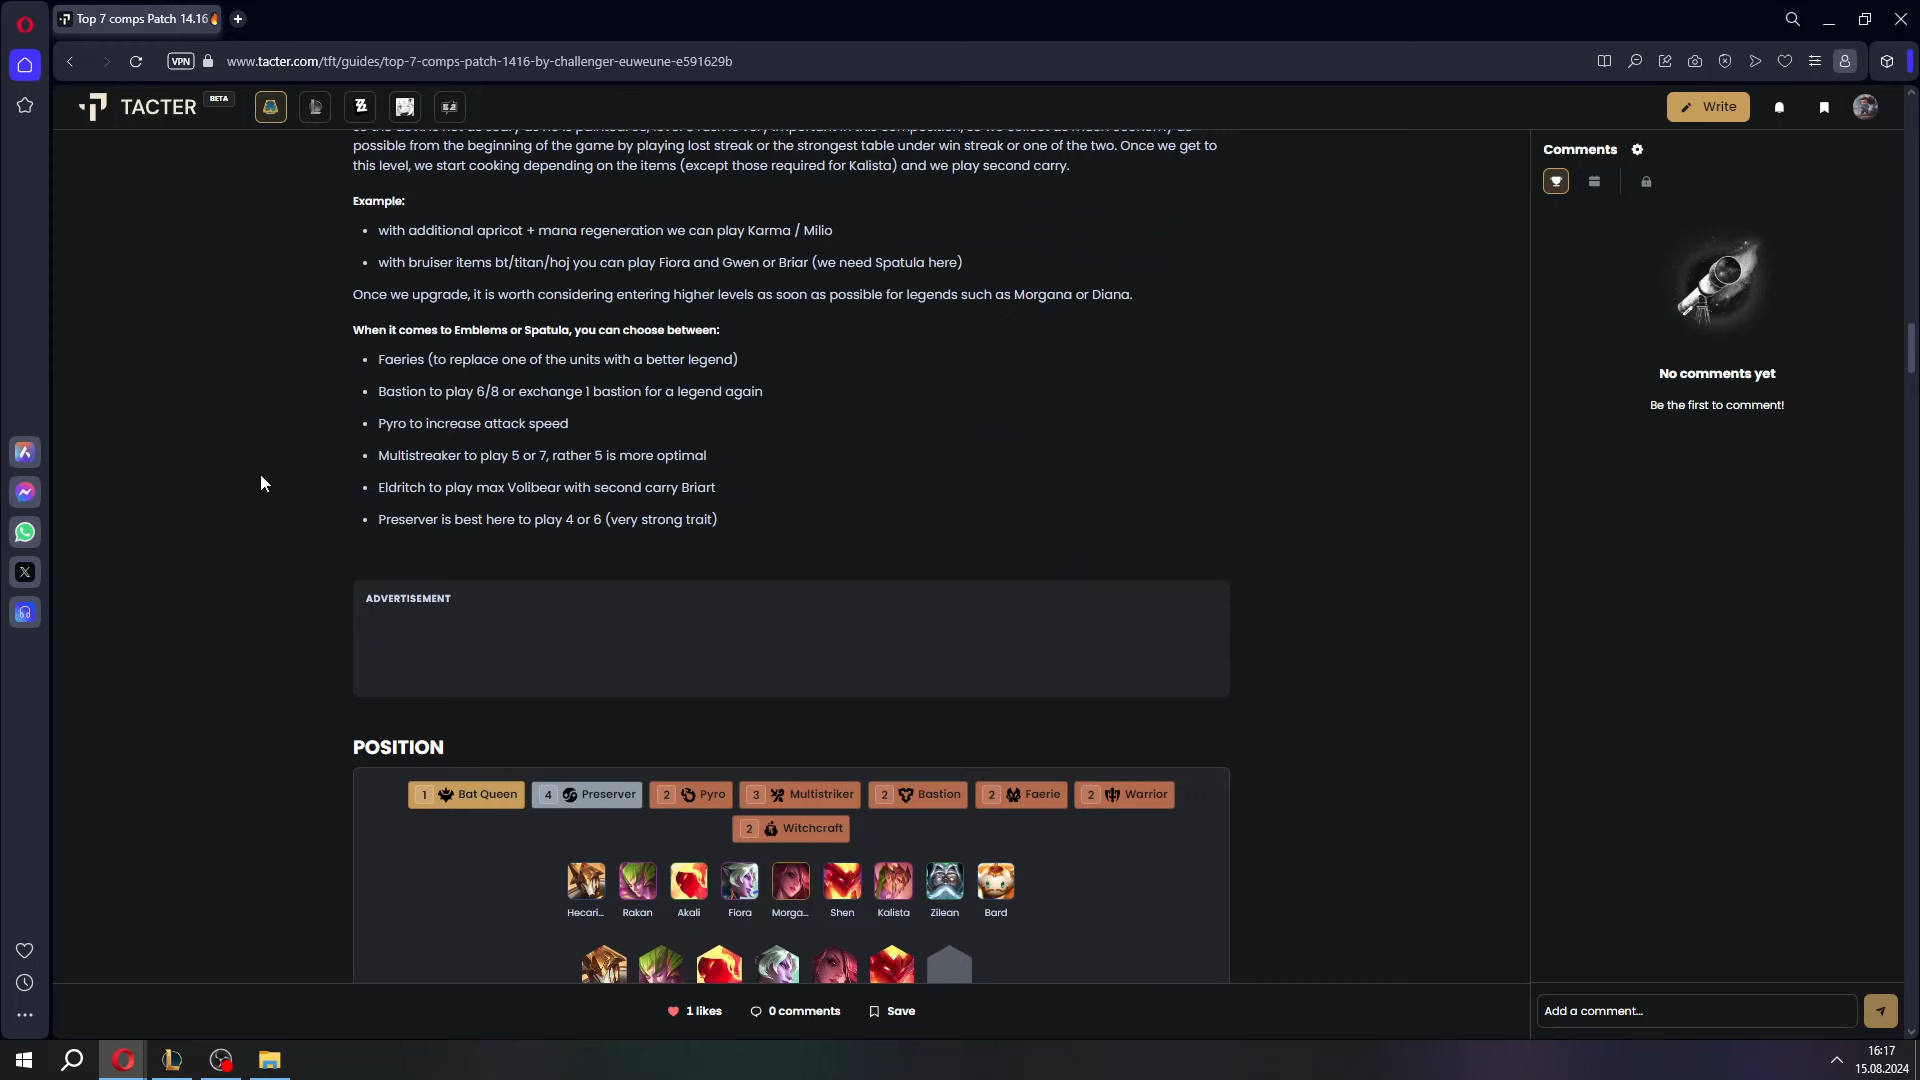 Top 7 comps Patch 14.16
VPN
www.tacter.com/tft/guides/top-7-comps-patch-1416-by-challenger-euweune-e591629b
TACTER
BETA
Write
possible from the beginning of the game by playing lost streak or the strongest table under win streak or one of the two. Once we get to
this level, we start cooking depending on the items (except those required for Kalista) and we play second carry.
Example:
• with additional apricot + mana regeneration we can play Karma / Milio
• with bruiser items bt/titan/hoj you can play Fiora and Gwen or Briar (we need Spatula here)
Once we upgrade, it is worth considering entering higher levels as soon as possible for legends such as Morgana or Diana.
When it comes to Emblems or Spatula, you can choose between:
• Faeries (to replace one of the units with a better legend)
• Bastion to play 6/8 or exchange 1 bastion for a legend again
• Pyro to increase attack speed
• Multistreaker to play 5 or 7, rather 5 is more optimal
• Eldritch to play max Volibear with second carry Briart
• Preserver is best here to play 4 or 6 (very strong trait)
ADVERTISEMENT
POSITION
1 Bat Queen 4 Preserver 2 Pyro 3 Multistriker 2 Bastion 2 Faerie 2 Warrior
2 Witchcraft
Hecari... Rakan Akali Fiora Morga... Shen Kalista Zilean Bard
1 likes 0 comments Save
Comments
No comments yet
Be the first to comment!
Add a comment...
16:17
15.08.2024